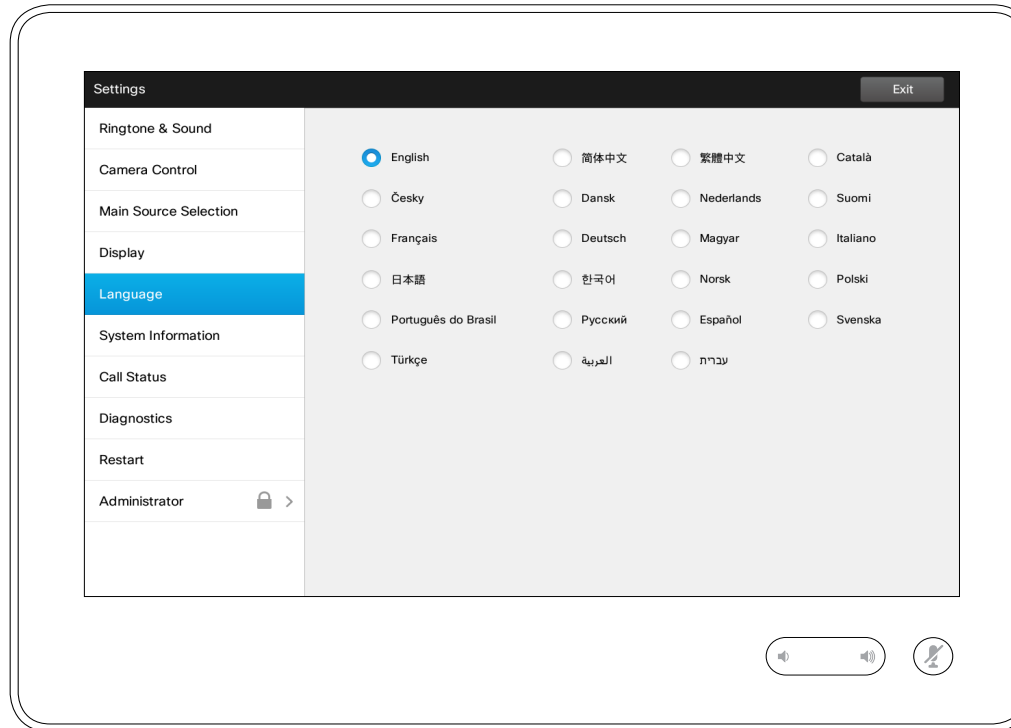 Settings
Exit
Ringtone & Sound
Camera Control
Main Source Selection
Display
Language
System Information
Call Status
Diagnostics
Restart
Administrator
English
简体中文
繁體中文
Català
Česky
Dansk
Nederlands
Suomi
Français
Deutsch
Magyar
Italiano
日本語
한국어
Norsk
Polski
Português do Brasil
Русский
Español
Svenska
Türkçe
العربية
עברית